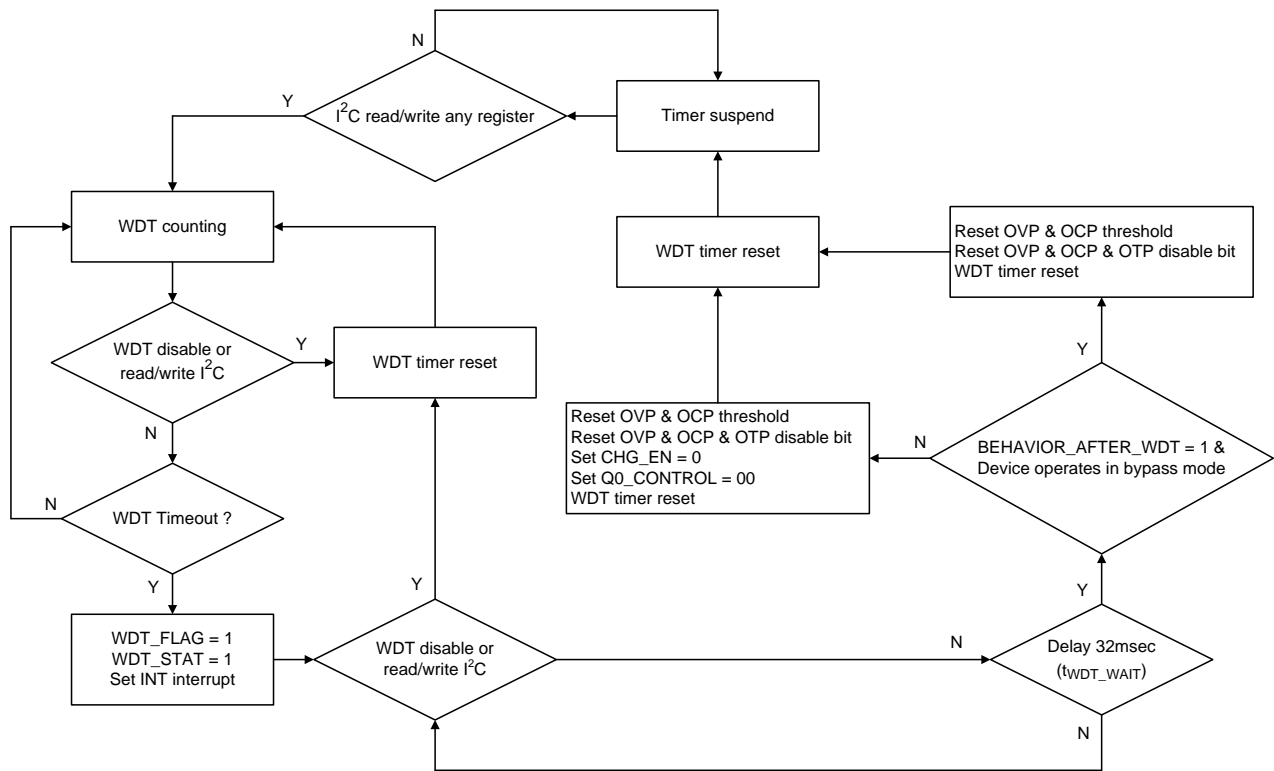 N
Y
I²C read/write any register
Timer suspend
WDT counting
WDT timer reset
Reset OVP & OCP threshold
Reset OVP & OCP & OTP disable bit
WDT timer reset
WDT disable or
read/write I²C
Y
WDT timer reset
N
Y
Reset OVP & OCP threshold
Reset OVP & OCP & OTP disable bit
Set CHG_EN = 0
Set Q0_CONTROL = 00
WDT timer reset
N
BEHAVIOR_AFTER_WDT = 1 &
Device operates in bypass mode
N
WDT Timeout ?
Y
Y
Y
WDT_FLAG = 1
WDT_STAT = 1
Set INT interrupt
WDT disable or
read/write I²C
N
Delay 32msec
(tWDT_WAIT)
N